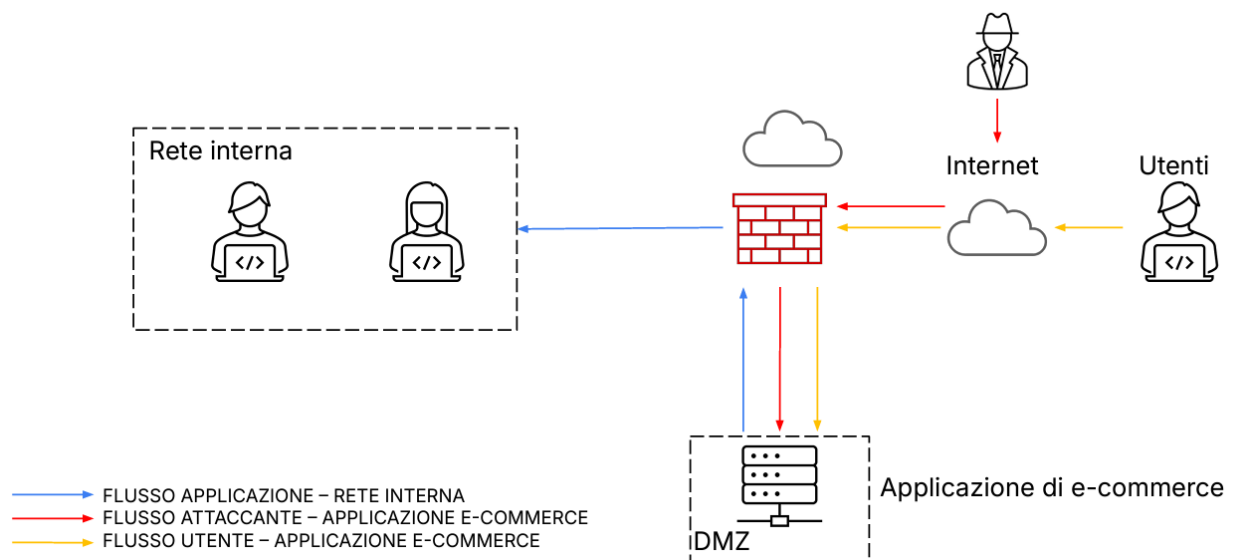 Rete interna
Internet
Utenti
Applicazione di e-commerce
DMZ
FLUSSO APPLICAZIONE – RETE INTERNA
FLUSSO ATTACCANTE – APPLICAZIONE E-COMMERCE
FLUSSO UTENTE – APPLICAZIONE E-COMMERCE